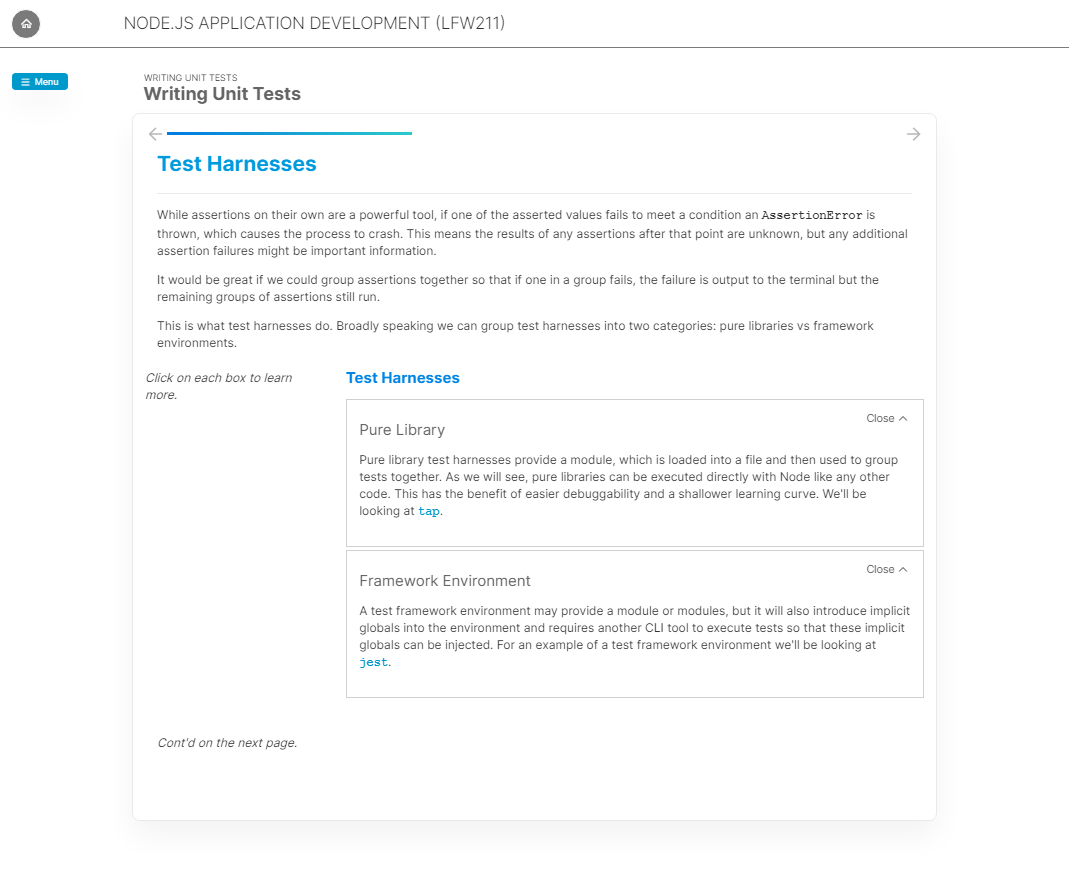 NODE.JS APPLICATION DEVELOPMENT (LFW211)
Menu
WRITING UNIT TESTS
Writing Unit Tests
Test Harnesses
While assertions on their own are a powerful tool, if one of the asserted values fails to meet a condition an AssertionError is
thrown, which causes the process to crash. This means the results of any assertions after that point are unknown, but any additional
assertion failures might be important information.
It would be great if we could group assertions together so that if one in a group fails, the failure is output to the terminal but the
remaining groups of assertions still run.
This is what test harnesses do. Broadly speaking we can group test harnesses into two categories: pure libraries vs framework
environments.
Click on each box to learn
more.
Test Harnesses
Close
Pure Library
Pure library test harnesses provide a module, which is loaded into a file and then used to group
tests together. As we will see, pure libraries can be executed directly with Node like any other
code. This has the benefit of easier debuggability and a shallower learning curve. We'll be
looking at tap.
Close
Framework Environment
A test framework environment may provide a module or modules, but it will also introduce implicit
globals into the environment and requires another CLI tool to execute tests so that these implicit
globals can be injected. For an example of a test framework environment we'll be looking at
jest.
Cont'd on the next page.